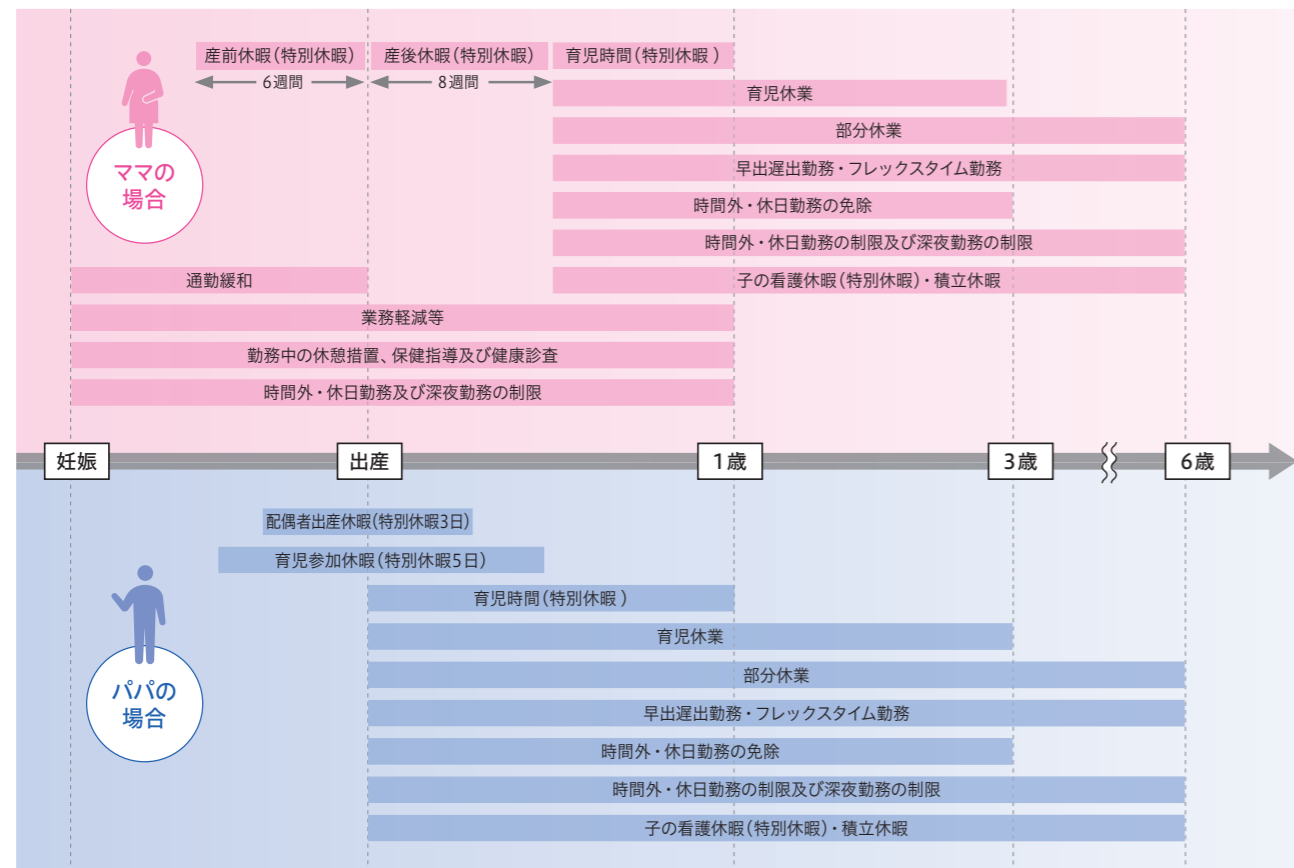 産前休暇(特別休暇)
産後休暇(特別休暇)
育児時間(特別休暇)
6週間
8週間
育児休業
部分休業
早出遅出勤務・フレックスタイム勤務
時間外・休日勤務の免除
時間外・休日勤務の制限及び深夜勤務の制限
子の看護休暇(特別休暇)・積立休暇
ママの
場合
通勤緩和
業務軽減等
勤務中の休憩措置、保健指導及び健康診査
時間外・休日勤務及び深夜勤務の制限
妊娠
出産
1歳
3歳
6歳
配偶者出産休暇(特別休暇3日)
育児参加休暇(特別休暇5日)
育児時間(特別休暇)
育児休業
部分休業
早出遅出勤務・フレックスタイム勤務
時間外・休日勤務の免除
時間外・休日勤務の制限及び深夜勤務の制限
子の看護休暇(特別休暇)・積立休暇
パパの
場合